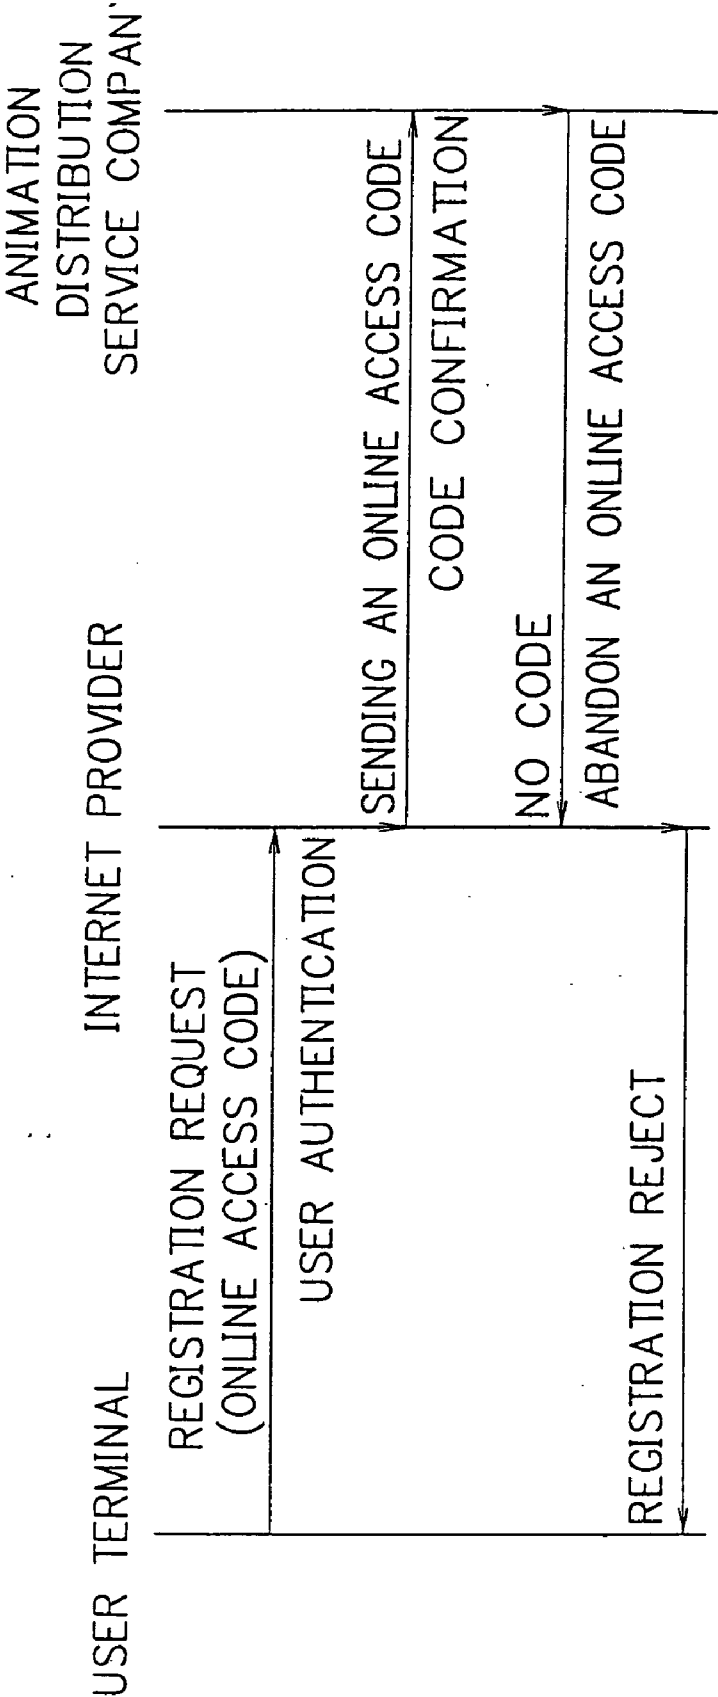 USER TERMINAL
INTERNET PROVIDER
ANIMATION
DISTRIBUTION
SERVICE COMPAN
REGISTRATION REQUEST
(ONLINE ACCESS CODE)
USER AUTHENTICATION
SENDING AN ONLINE ACCESS CODE
CODE CONFIRMATION
NO CODE
ABANDON AN ONLINE ACCESS CODE
REGISTRATION REJECT